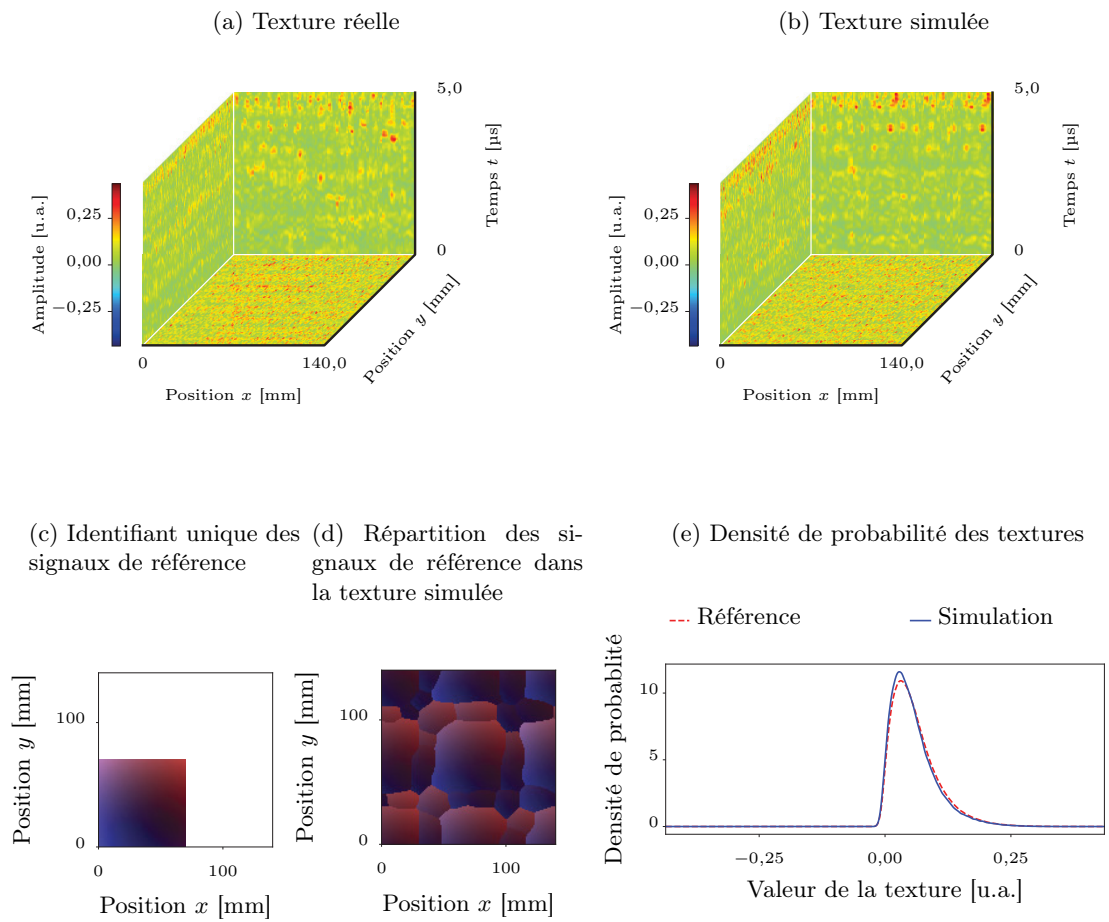 (a) Texture réelle
(b) Texture simulée
Amplitude [u.a.]
0,25
0,00
−0,25
5,0
0
Temps t [µs]
Position y [mm]
0
140,0
Position x [mm]
Amplitude [u.a.]
0,25
0,00
−0,25
5,0
0
Temps t [µs]
Position y [mm]
0
140,0
Position x [mm]
(c) Identifiant unique des
signaux de référence
(d) Répartition des si-
gnaux de référence dans
la texture simulée
(e) Densité de probabilité des textures
Position y [mm]
100
0
0
100
Position x [mm]
Position y [mm]
100
0
0
100
Position x [mm]
Référence
Simulation
Densité de probablité
10
5
0
−0,25
0,00
0,25
Valeur de la texture [u.a.]